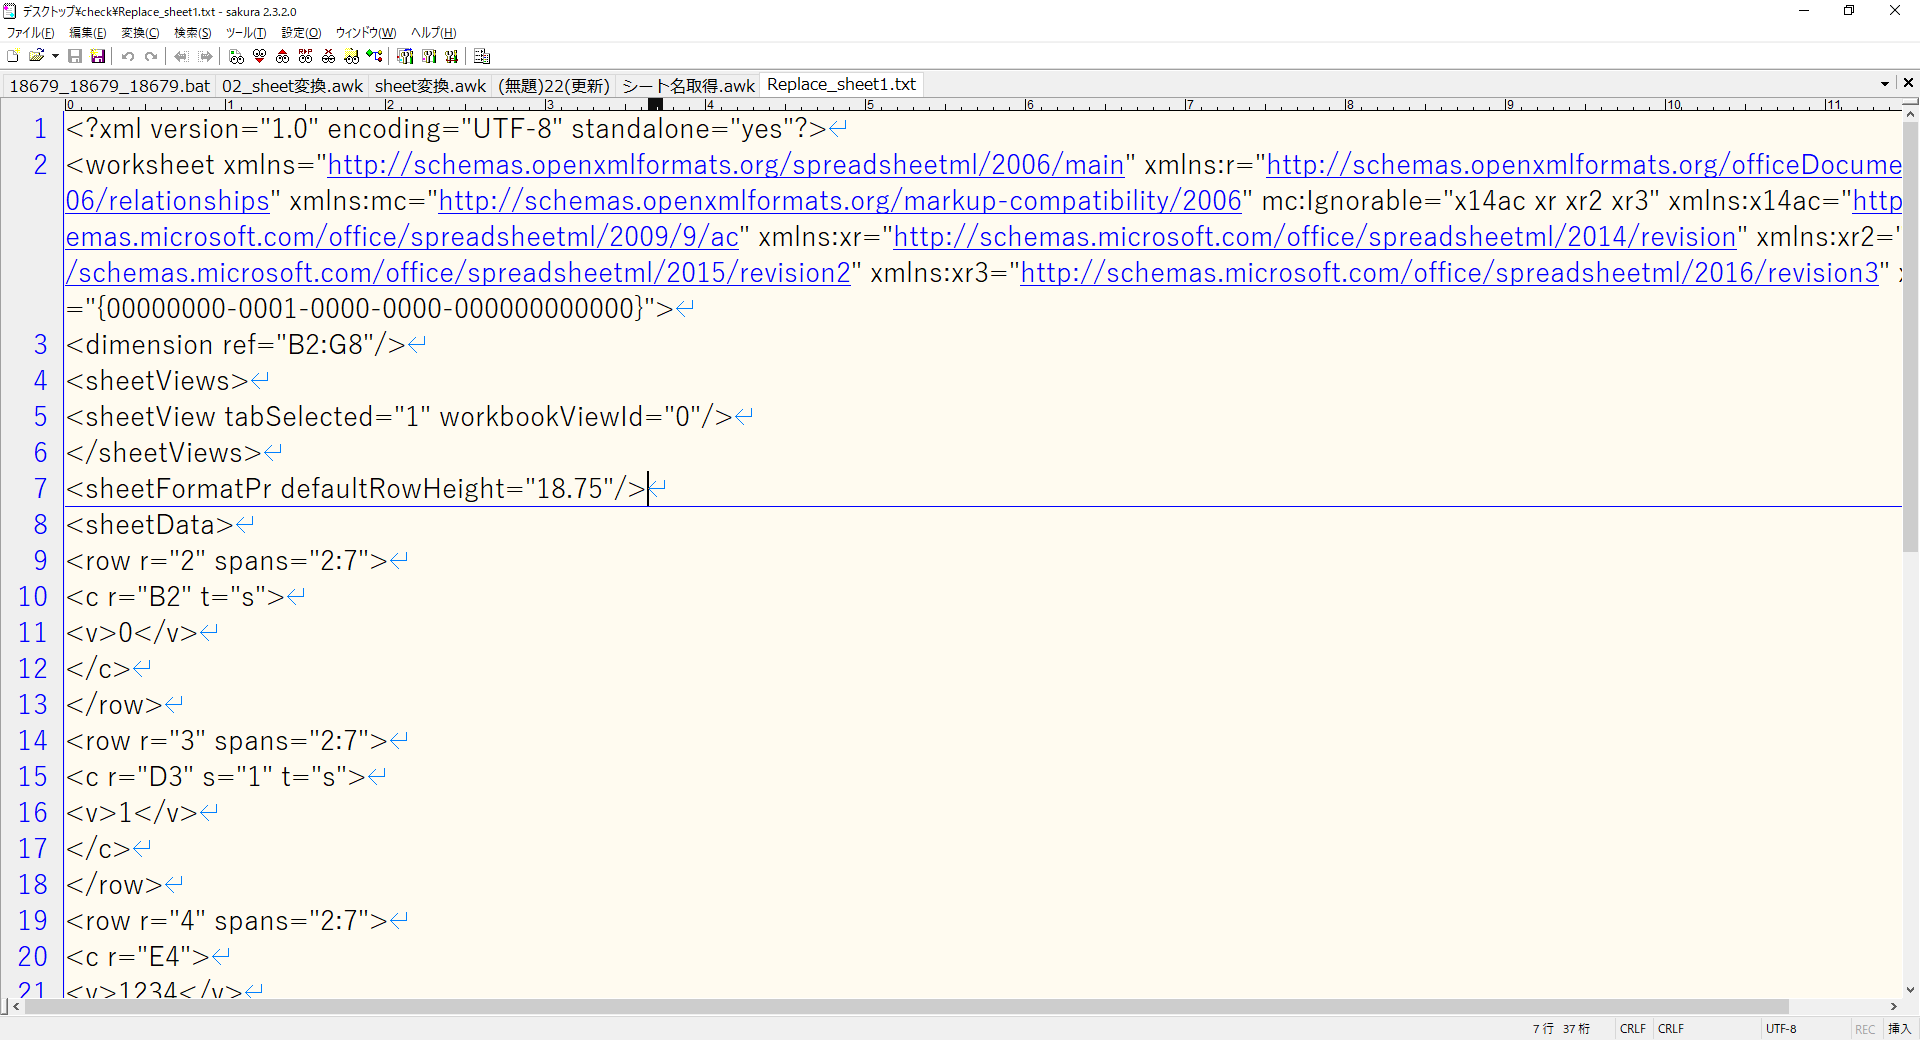 デスクトップ¥check¥Replace_sheet1.txt - sakura 2.3.2.0
ファイル(F) 編集(E) 変換(C) 検索(S) ツール(T) 設定(O) ウィンドウ(W) ヘルプ(H)
18679_18679_18679.bat 02_sheet変換.awk sheet変換.awk (無題)22(更新) シート名取得.awk Replace_sheet1.txt
0 1 2 3 4 5 6 7 8 9 10 11
1 <?xml version="1.0" encoding="UTF-8" standalone="yes"?>
2 <worksheet xmlns="http://schemas.openxmlformats.org/spreadsheetml/2006/main" xmlns:r="http://schemas.openxmlformats.org/officeDocume
06/relationships" xmlns:mc="http://schemas.openxmlformats.org/markup-compatibility/2006" mc:Ignorable="x14ac xr xr2 xr3" xmlns:x14ac="http
emas.microsoft.com/office/spreadsheetml/2009/9/ac" xmlns:xr="http://schemas.microsoft.com/office/spreadsheetml/2014/revision" xmlns:xr2="
/schemas.microsoft.com/office/spreadsheetml/2015/revision2" xmlns:xr3="http://schemas.microsoft.com/office/spreadsheetml/2016/revision3" x
="{00000000-0001-0000-0000-000000000000}">
3 <dimension ref="B2:G8"/>
4 <sheetViews>
5 <sheetView tabSelected="1" workbookViewId="0"/>
6 </sheetViews>
7 <sheetFormatPr defaultRowHeight="18.75"/>
8 <sheetData>
9 <row r="2" spans="2:7">
10 <c r="B2" t="s">
11 <v>0</v>
12 </c>
13 </row>
14 <row r="3" spans="2:7">
15 <c r="D3" s="1" t="s">
16 <v>1</v>
17 </c>
18 </row>
19 <row r="4" spans="2:7">
20 <c r="E4">
21 <v>1234</v>
7 行 37 桁 CRLF CRLF UTF-8 REC 挿入